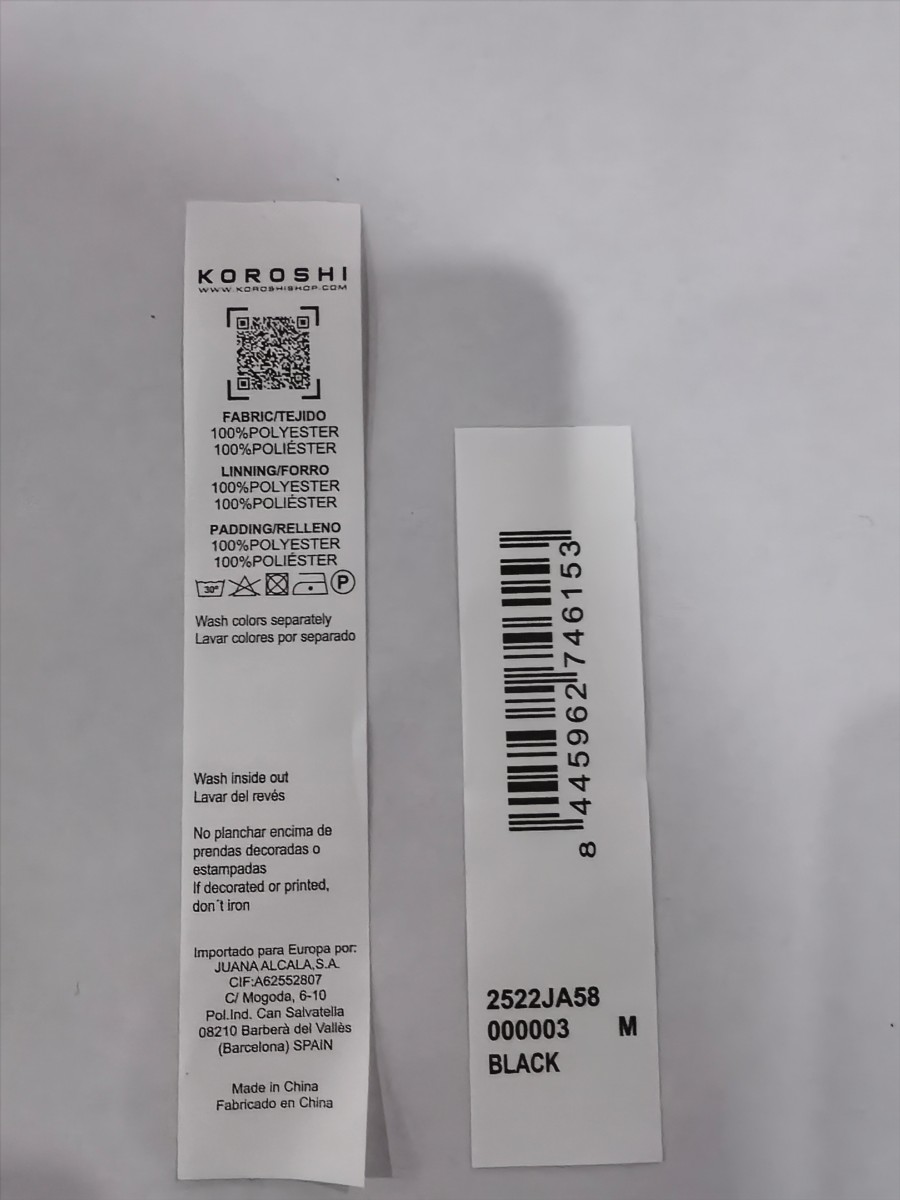 KOROSHI
WWW.KOROSHISHOP.COM
FABRIC/TEJIDO
100%POLYESTER
100%POLIÉSTER
LINNING/FORRO
100%POLYESTER
100%POLIÉSTER
PADDING/RELLENO
100%POLYESTER
100%POLIÉSTER
30° P
Wash colors separately
Lavar colores por separado
Wash inside out
Lavar del revés
No planchar encima de
prendas decoradas o
estampadas
If decorated or printed,
don´t iron
Importado para Europa por:
JUANA ALCALA,S.A.
CIF:A62552807
C/ Mogoda, 6-10
Pol.Ind. Can Salvatella
08210 Barberà del Vallès
(Barcelona) SPAIN
Made in China
Fabricado en China
8 445962 746153
2522JA58
000003 M
BLACK